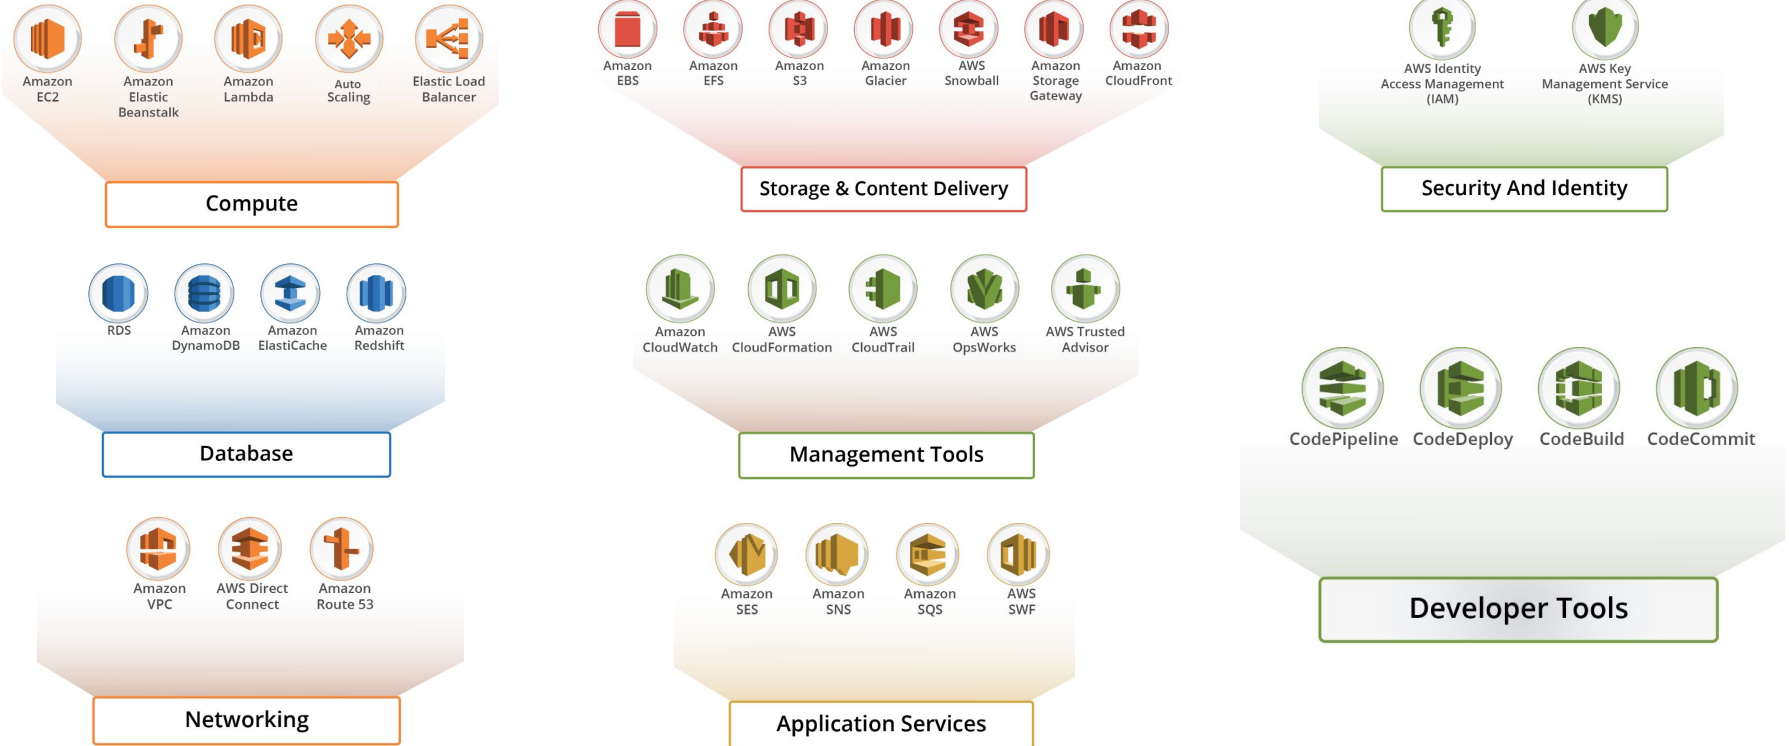 Amazon
EC2
Amazon
Elastic
Beanstalk
Amazon
Lambda
Auto
Scaling
Elastic Load
Balancer
Compute
Amazon
EBS
Amazon
EFS
Amazon
S3
Amazon
Glacier
AWS
Snowball
Amazon
Storage
Gateway
Amazon
CloudFront
Storage & Content Delivery
AWS Identity
Access Management
(IAM)
AWS Key
Management Service
(KMS)
Security And Identity
RDS
Amazon
DynamoDB
Amazon
ElastiCache
Amazon
Redshift
Database
Amazon
CloudWatch
AWS
CloudFormation
AWS
CloudTrail
AWS
OpsWorks
AWS Trusted
Advisor
Management Tools
CodePipeline
CodeDeploy
CodeBuild
CodeCommit
Developer Tools
Amazon
VPC
AWS Direct
Connect
Amazon
Route 53
Networking
Amazon
SES
Amazon
SNS
Amazon
SQS
AWS
SWF
Application Services